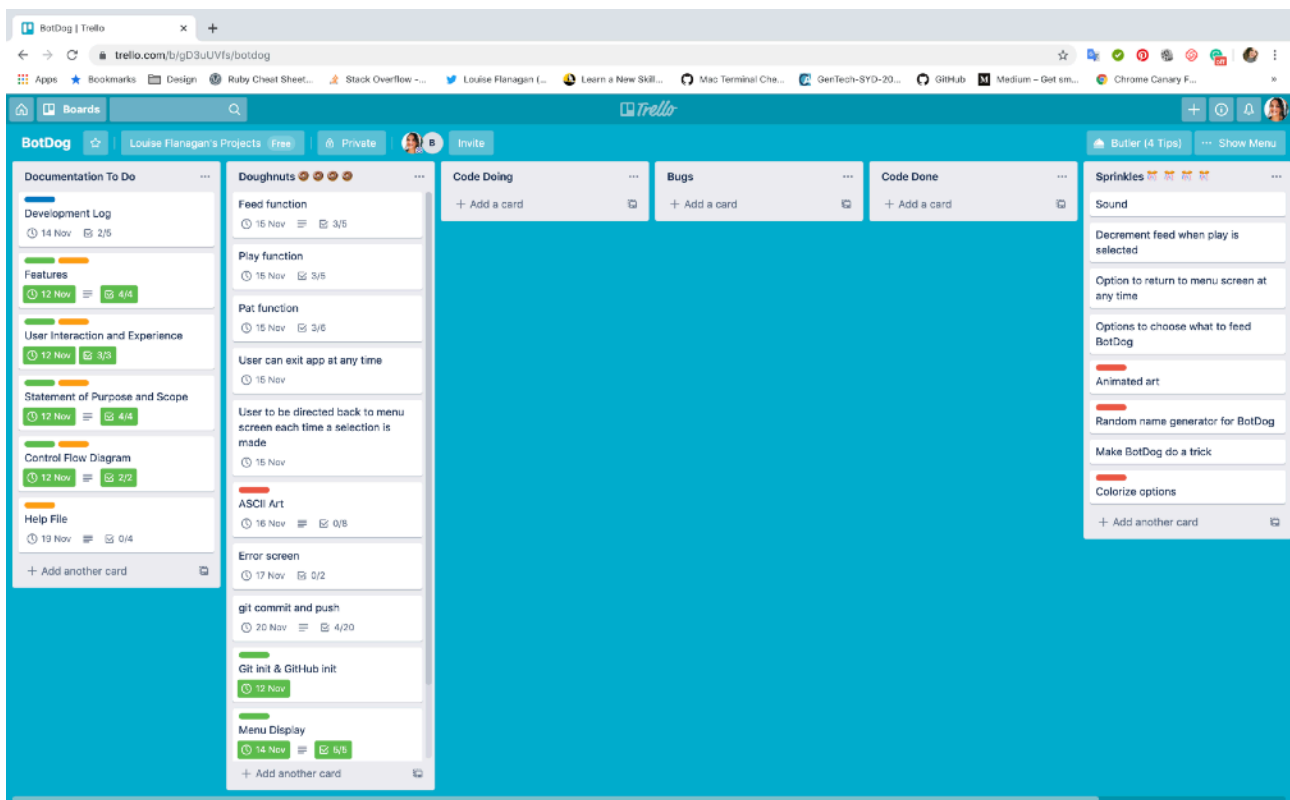 BotDog | Trello
trello.com/b/gD3uUVfs/botdog
Apps Bookmarks Design Ruby Cheat Sheet... Stack Overflow -... Louise Flanagan (... Learn a New Skil... Mac Terminal Che... GenTech-SYD-20... GitHub Medium – Get sm... Chrome Canary F... »
Boards
Trello
BotDog Louise Flanagan's Projects Free Private B Invite Butler (4 Tips) Show Menu
Documentation To Do
Development Log
14 Nov 2/5
Features
12 Nov 4/4
User Interaction and Experience
12 Nov 3/3
Statement of Purpose and Scope
12 Nov 4/4
Control Flow Diagram
12 Nov 2/2
Help File
19 Nov 0/4
+ Add another card
Doughnuts
Feed function
15 Nov 3/5
Play function
15 Nov 3/5
Pat function
15 Nov 3/6
User can exit app at any time
15 Nov
User to be directed back to menu
screen each time a selection is
made
15 Nov
ASCII Art
16 Nov 0/8
Error screen
17 Nov 0/2
git commit and push
20 Nov 4/20
Git init & GitHub init
12 Nov
Menu Display
14 Nov 5/5
+ Add another card
Code Doing
+ Add a card
Bugs
+ Add a card
Code Done
+ Add a card
Sprinkles
Sound
Decrement feed when play is
selected
Option to return to menu screen at
any time
Options to choose what to feed
BotDog
Animated art
Random name generator for BotDog
Make BotDog do a trick
Colorize options
+ Add another card